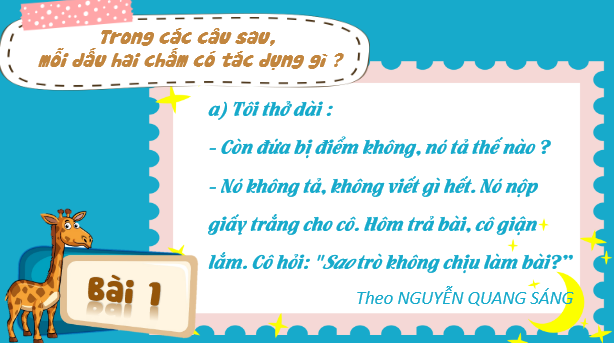 Trong các câu sau,
mỗi dấu hai chấm có tác dụng gì ?
a) Tôi thở dài :
- Còn đứa bị điểm không, nó tả thế nào ?
- Nó không tả, không viết gì hết. Nó nộp
giấy trắng cho cô. Hôm trả bài, cô giận
lắm. Cô hỏi: "Sao trò không chịu làm bài?”
Theo NGUYỄN QUANG SÁNG
Bài 1